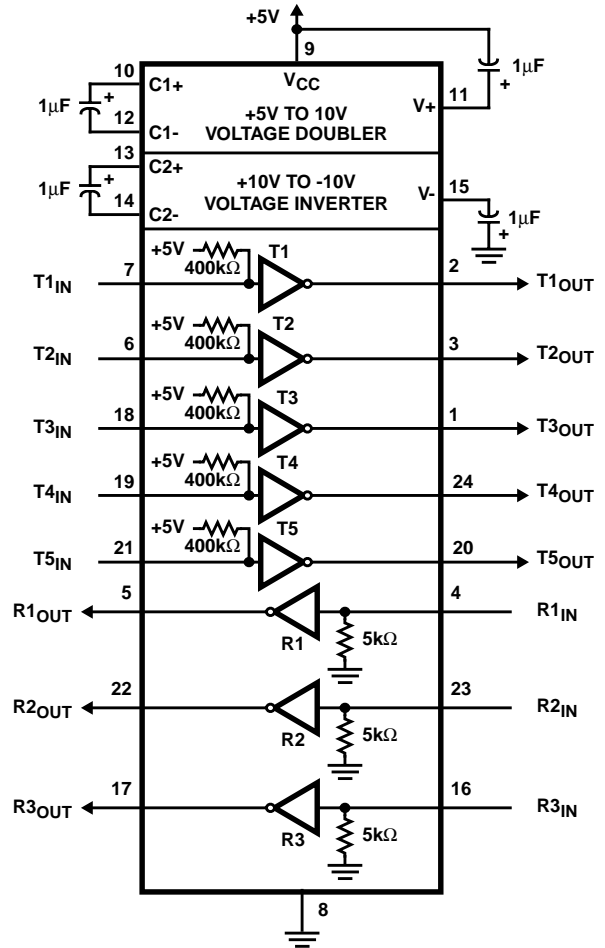 +5V
9
10
1µF
+
C1+
VCC
1µF
+
V+
11
12
C1-
+5V TO 10V
VOLTAGE DOUBLER
13
1µF
+
C2+
+10V TO -10V
VOLTAGE INVERTER
V-
15
14
C2-
1µF
+
+5V
400kΩ
T1
T1IN
7
2
T1OUT
+5V
400kΩ
T2
T2IN
6
3
T2OUT
+5V
400kΩ
T3
T3IN
18
1
T3OUT
+5V
400kΩ
T4
T4IN
19
24
T4OUT
+5V
400kΩ
T5
T5IN
21
20
T5OUT
R1OUT
5
4
R1IN
R1
5kΩ
R2OUT
22
23
R2IN
R2
5kΩ
R3OUT
17
16
R3IN
R3
5kΩ
8